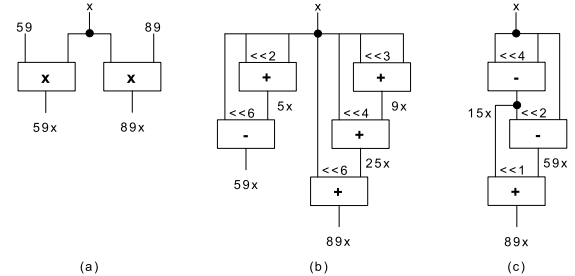 x
59
89
x
x
59x
89x
(a)
x
<<2
<<3
+
+
5x
9x
<<6
<<4
-
+
25x
59x
<<6
+
89x
(b)
x
<<4
-
15x
<<2
-
59x
<<1
+
89x
(c)